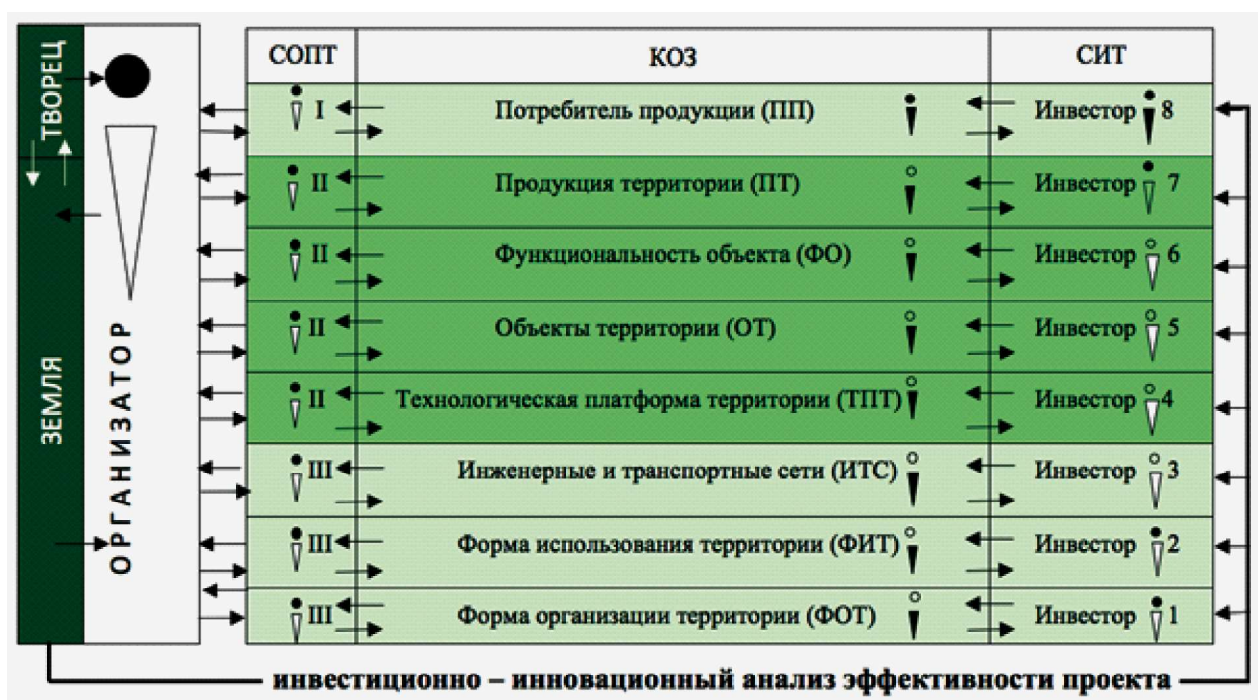 ТВОРЕЦ
ЗЕМЛЯ
ОРГАНИЗАТОР
СОПТ КОЗ СИТ
I Потребитель продукции (ПП) Инвестор 8
II Продукция территории (ПТ) Инвестор 7
II Функциональность объекта (ФО) Инвестор 6
II Объекты территории (ОТ) Инвестор 5
II Технологическая платформа территории (ТПТ) Инвестор 4
III Инженерные и транспортные сети (ИТС) Инвестор 3
III Форма использования территории (ФИТ) Инвестор 2
III Форма организации территории (ФОТ) Инвестор 1
инвестиционно – инновационный анализ эффективности проекта